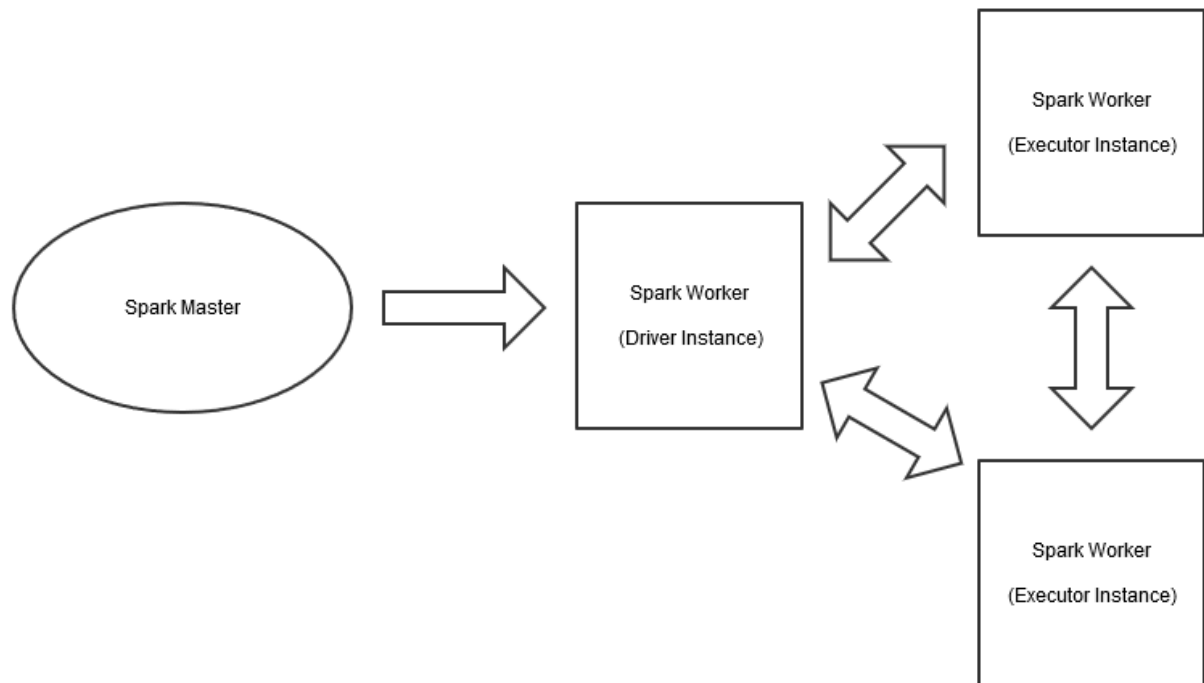 Spark Master
Spark Worker
(Driver Instance)
Spark Worker
(Executor Instance)
Spark Worker
(Executor Instance)